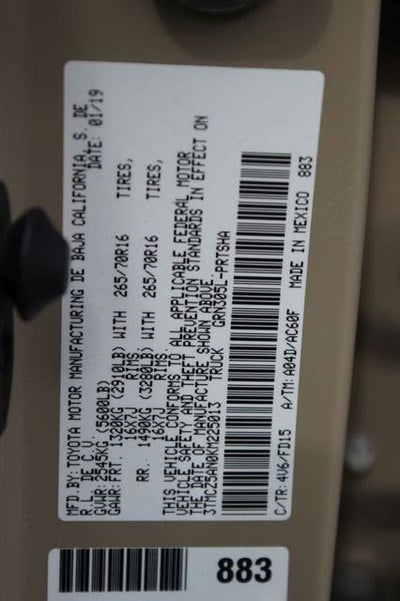 MFD BY:TOYOTA MOTOR MANUFACTURING DE BAJA CALIFORNIA, S. DE
R.L. DE C.V. DATE: 01/19
GVWR:2545KG (5600LB)
GAWR:FRT. 1320KG (2910LB) WITH 265/70R16 TIRES,
16X7J RIMS,
RR. 1490KG (3280LB) WITH 265/70R16 TIRES,
16X7J RIMS,
THIS VEHICLE CONFORMS TO ALL APPLICABLE FEDERAL MOTOR
VEHICLE SAFETY AND THEFT PREVENTION STANDARDS IN EFFECT ON
THE DATE OF MANUFACTURE SHOWN ABOVE.
3TMCZ5AN0KM225013 TRUCK GRN305L-PRTSHA
C/TR: 4V6/FD15 A/TM: A04D/AC60F MADE IN MEXICO 883
883